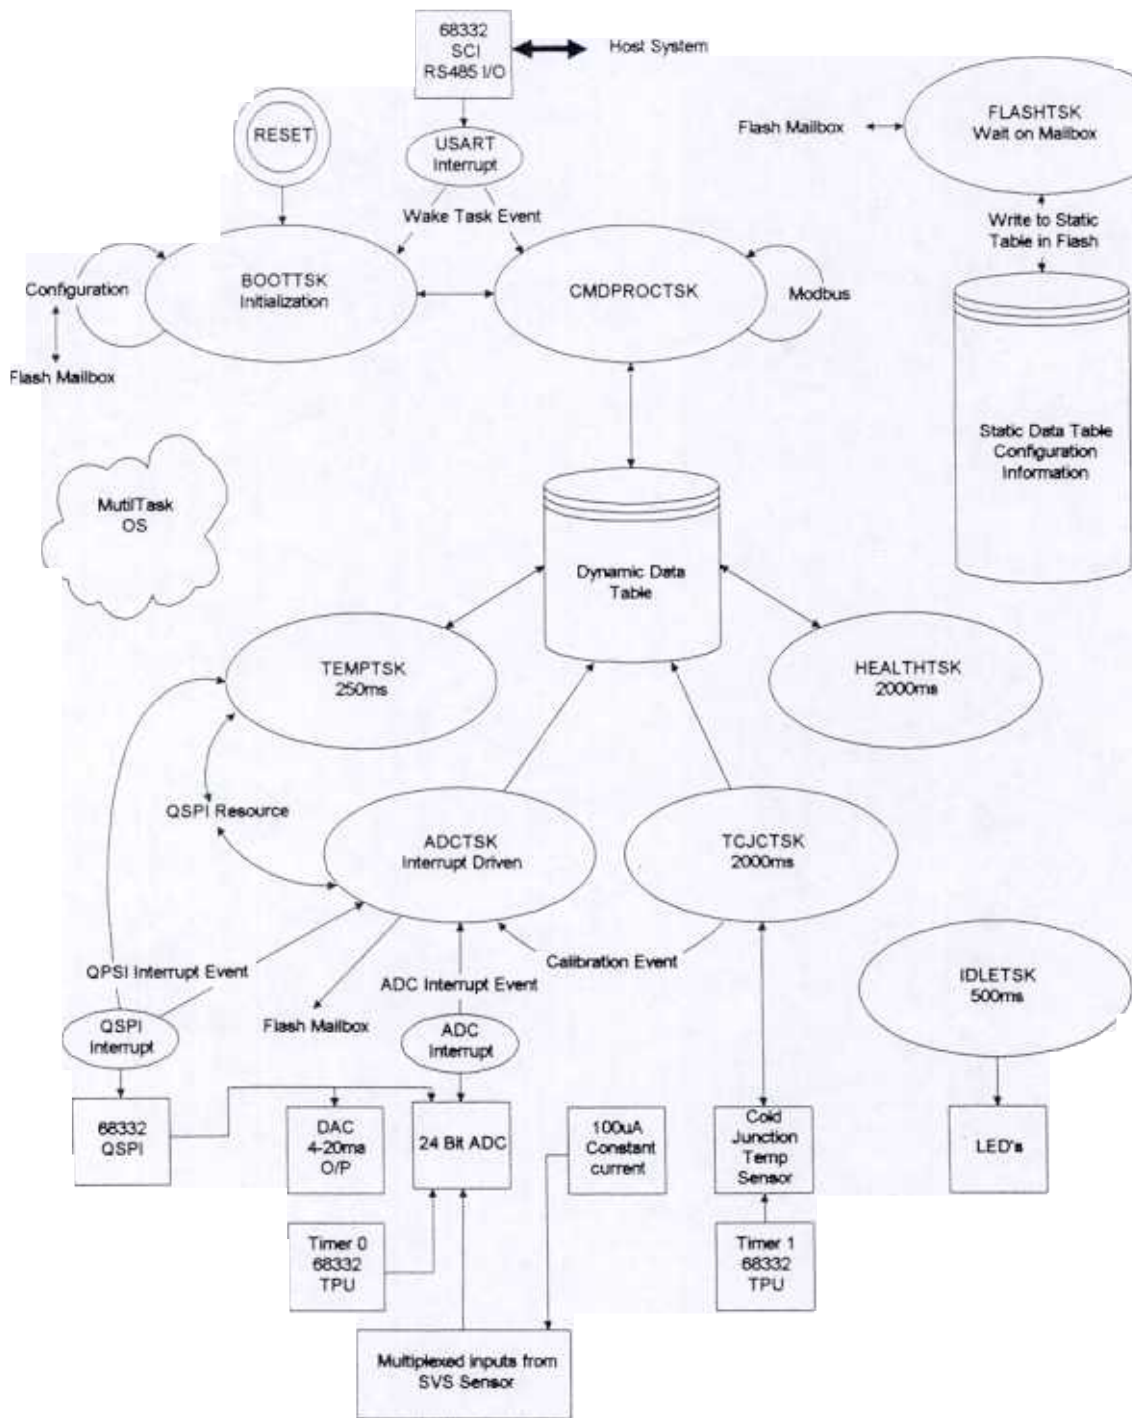 68332
SCI
RS485 I/O
Host System
RESET
USART
Interrupt
Flash Mailbox
FLASHTSK
Wait on Mailbox
Wake Task Event
Write to Static
Table in Flash
Configuration
BOOTTSK
Initialization
CMDPROCTSK
Modbus
Flash Mailbox
Static Data Table
Configuration
Information
MutilTask
OS
Dynamic Data
Table
TEMPTSK
250ms
HEALTHTSK
2000ms
QSPI Resource
ADCTSK
Interrupt Driven
TCJCTSK
2000ms
QPSI Interrupt Event
ADC Interrupt Event
Calibration Event
IDLETSK
500ms
Flash Mailbox
QSPI
Interrupt
ADC
Interrupt
68332
QSPI
DAC
4-20ma
O/P
24 Bit ADC
100uA
Constant
current
Cold
Junction
Temp
Sensor
LED's
Timer 0
68332
TPU
Timer 1
68332
TPU
Multiplexed inputs from
SVS Sensor